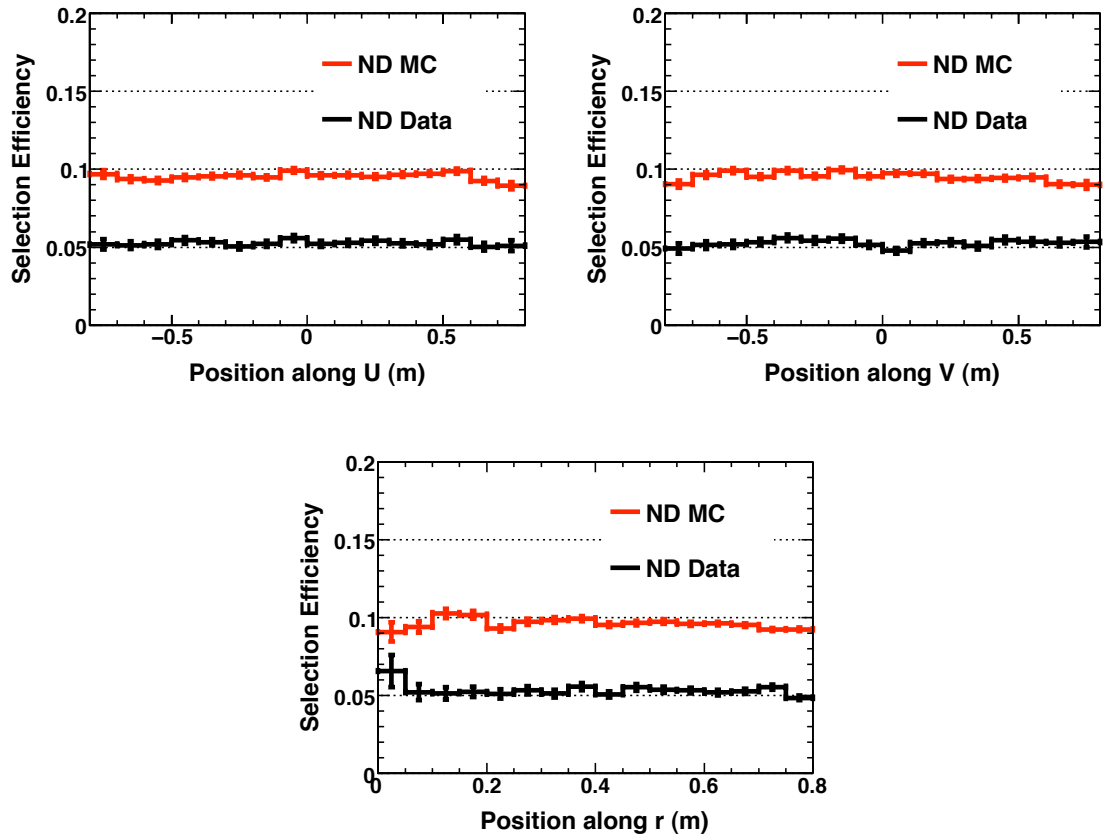 Selection Efficiency
0.2
0.15
0.1
0.05
0
ND MC
ND Data
−0.5 0 0.5
Position along U (m)
Selection Efficiency
0.2
0.15
0.1
0.05
0
ND MC
ND Data
−0.5 0 0.5
Position along V (m)
Selection Efficiency
0.2
0.15
0.1
0.05
0
ND MC
ND Data
0 0.2 0.4 0.6 0.8
Position along r (m)